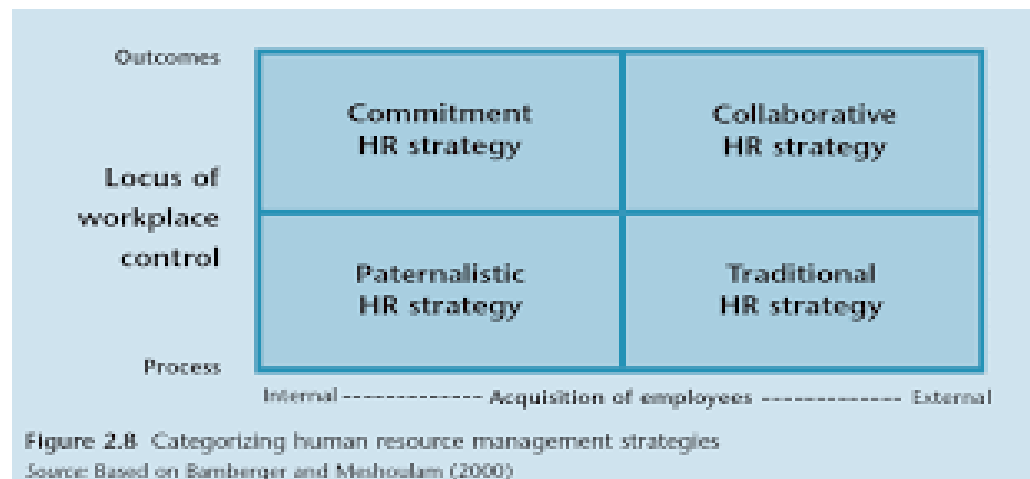 Outcomes
Commitment
HR strategy
Collaborative
HR strategy
Locus of
workplace
control
Paternalistic
HR strategy
Traditional
HR strategy
Process
Internal ------------- Acquisition of employees ------------- External
Figure 2.8 Categorizing human resource management strategies
Source: Based on Bamberger and Meshoulam (2000)